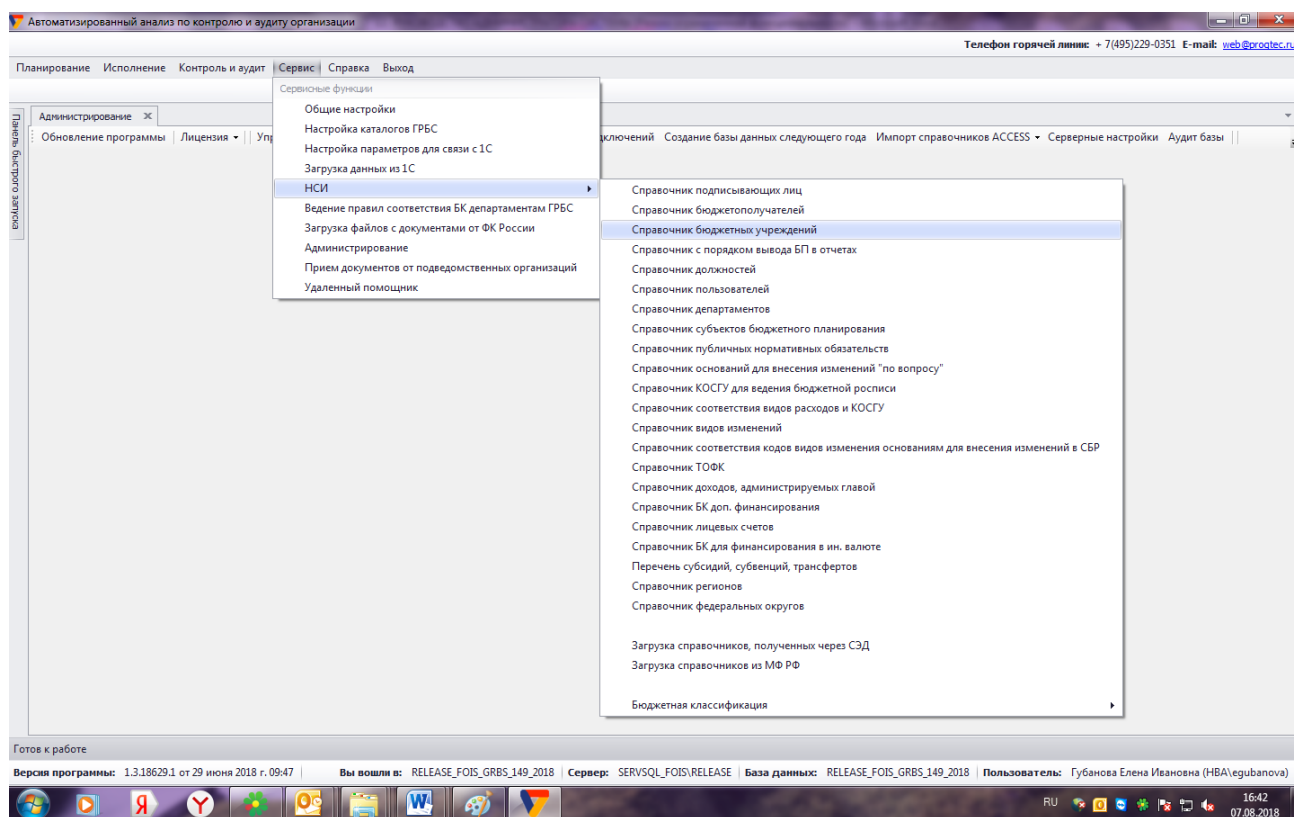 Автоматизированный анализ по контролю и аудиту организации
Телефон горячей линии: + 7(495)229-0351 E-mail: web@progtec.ru
Планирование Исполнение Контроль и аудит Сервис Справка Выход
Сервисные функции
Общие настройки
Настройка каталогов ГРБС
Настройка параметров для связи с 1С
Загрузка данных из 1С
НСИ
Ведение правил соответствия БК департаментам ГРБС
Загрузка файлов с документами от ФК России
Администрирование
Прием документов от подведомственных организаций
Удаленный помощник
Панель быстрого запуска
Администрирование
Обновление программы Лицензия Создание базы данных следующего года Импорт справочников ACCESS Серверные настройки Аудит базы
Справочник подписывающих лиц
Справочник бюджетополучателей
Справочник бюджетных учреждений
Справочник с порядком вывода БП в отчетах
Справочник должностей
Справочник пользователей
Справочник департаментов
Справочник субъектов бюджетного планирования
Справочник публичных нормативных обязательств
Справочник оснований для внесения изменений "по вопросу"
Справочник КОСГУ для ведения бюджетной росписи
Справочник соответствия видов расходов и КОСГУ
Справочник видов изменений
Справочник соответствия кодов видов изменения основаниям для внесения изменений в СБР
Справочник ТОФК
Справочник доходов, администрируемых главой
Справочник БК доп. финансирования
Справочник лицевых счетов
Справочник БК для финансирования в ин. валюте
Перечень субсидий, субвенций, трансфертов
Справочник регионов
Справочник федеральных округов
Загрузка справочников, полученных через СЭД
Загрузка справочников из МФ РФ
Бюджетная классификация
Готов к работе
Версия программы: 1.3.18629.1 от 29 июня 2018 г. 09:47 Вы вошли в: RELEASE_FOIS_GRBS_149_2018 Сервер: SERVSQL_FOIS\RELEASE База данных: RELEASE_FOIS_GRBS_149_2018 Пользователь: Губанова Елена Ивановна (HBA\egubanova)
RU 16:42
07.08.2018